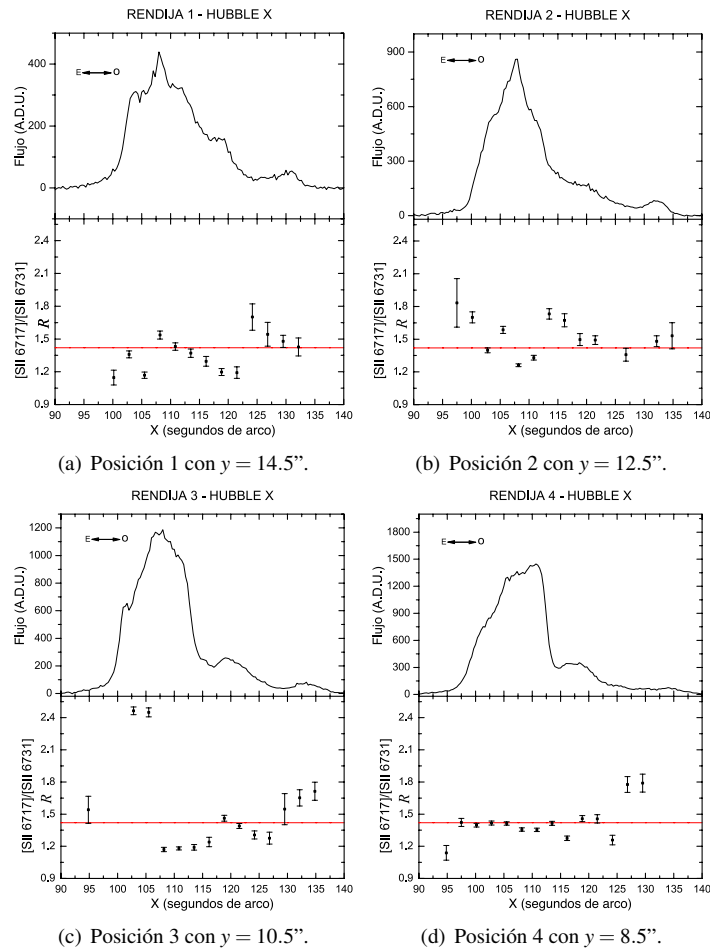 RENDIJA 1 - HUBBLE X
Flujo (A.D.U.)
400
200
0
E O
[SII 6717]/[SII 6731]
R
2.4
2.1
1.8
1.5
1.2
0.9
90 95 100 105 110 115 120 125 130 135 140
X (segundos de arco)
(a) Posición 1 con y = 14.5”.
RENDIJA 2 - HUBBLE X
Flujo (A.D.U.)
900
600
300
0
E O
[SII 6717]/[SII 6731]
R
2.4
2.1
1.8
1.5
1.2
0.9
90 95 100 105 110 115 120 125 130 135 140
X (segundos de arco)
(b) Posición 2 con y = 12.5”.
RENDIJA 3 - HUBBLE X
Flujo (A.D.U.)
1200
1000
800
600
400
200
0
E O
[SII 6717]/[SII 6731]
R
2.4
2.1
1.8
1.5
1.2
0.9
90 95 100 105 110 115 120 125 130 135 140
X (segundos de arco)
(c) Posición 3 con y = 10.5”.
RENDIJA 4 - HUBBLE X
Flujo (A.D.U.)
1800
1500
1200
900
600
300
0
E O
[SII 6717]/[SII 6731]
R
2.4
2.1
1.8
1.5
1.2
0.9
90 95 100 105 110 115 120 125 130 135 140
X (segundos de arco)
(d) Posición 4 con y = 8.5”.